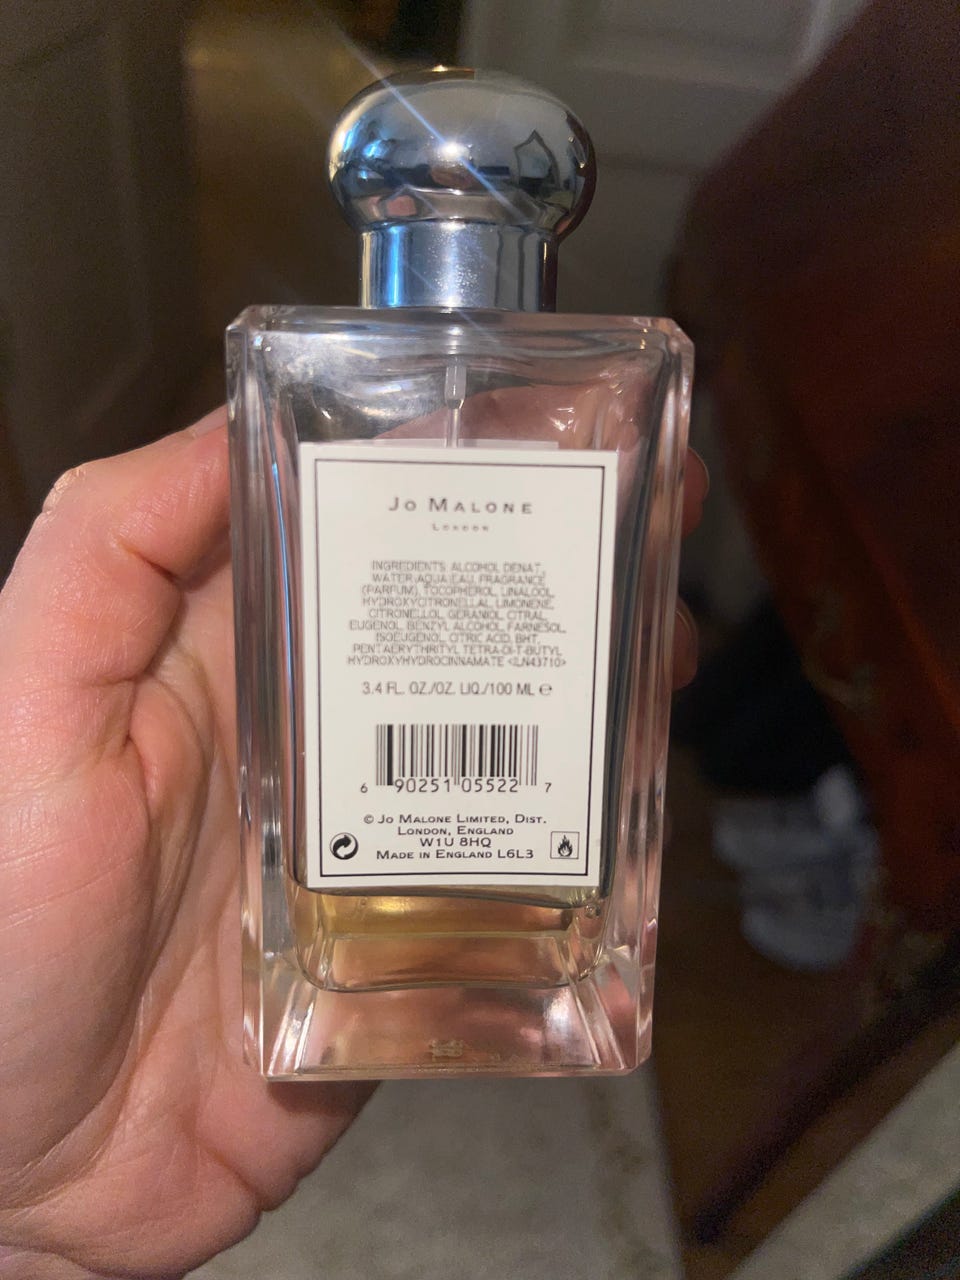 JO MALONE
LONDON
INGREDIENTS: ALCOHOL DENAT.,
WATER\AQUA\EAU, FRAGRANCE
(PARFUM), TOCOPHEROL, LINALOOL,
HYDROXYCITRONELLAL, LIMONENE,
CITRONELLOL, GERANIOL, CITRAL,
EUGENOL, BENZYL ALCOHOL, FARNESOL,
ISOEUGENOL, CITRIC ACID, BHT,
PENTAERYTHRITYL TETRA-DI-T-BUTYL
HYDROXYHYDROCINNAMATE <ILN43710>
3.4 FL. OZ./OZ. LIQ./100 ML ℮
6 90251 05522 7
© JO MALONE LIMITED, DIST.
LONDON, ENGLAND
W1U 8HQ
MADE IN ENGLAND L6L3